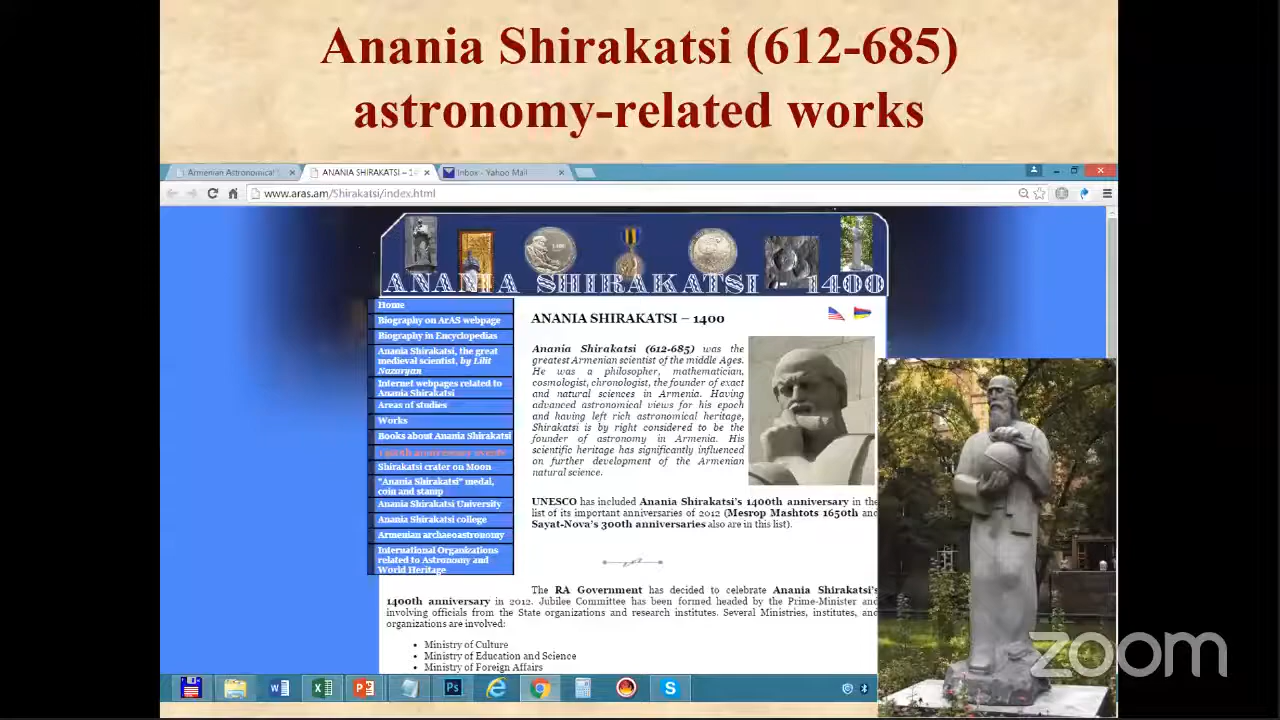 Anania Shirakatsi (612-685)
astronomy-related works
Armenian Astronomical
ANANIA SHIRAKATSI – 1
Inbox - Yahoo Mail
www.aras.am/Shirakatsi/index.html
ANANIA SHIRAKATSI - 1400
Home
Biography on ArAS webpage
Biography in Encyclopedias
Anania Shirakatsi, the great
medieval scientist, by Lilit
Nazaryan
Internet webpages related to
Anania Shirakatsi
Areas of studies
Works
Books about Anania Shirakatsi
1400th anniversary events
Shirakatsi crater on Moon
"Anania Shirakatsi" medal,
coin and stamp
Anania Shirakatsi University
Anania Shirakatsi college
Armenian archaeoastronomy
International Organizations
related to Astronomy and
World Heritage
ANANIA SHIRAKATSI – 1400
Anania Shirakatsi (612-685) was the
greatest Armenian scientist of the middle Ages.
He was a philosopher, mathematician,
cosmologist, chronologist, the founder of exact
and natural sciences in Armenia. Having
advanced astronomical views for his epoch
and having left rich astronomical heritage,
Shirakatsi is by right considered to be the
founder of astronomy in Armenia. His
scientific heritage has significantly influenced
on further development of the Armenian
natural science.
UNESCO has included Anania Shirakatsi's 1400th anniversary in the
list of its important anniversaries of 2012 (Mesrop Mashtots 1650th and
Sayat-Nova's 300th anniversaries also are in this list).
The RA Government has decided to celebrate Anania Shirakatsi's
1400th anniversary in 2012. Jubilee Committee has been formed headed by the Prime-Minister and
involving officials from the State organizations and research institutes. Several Ministries, institutes, and
organizations are involved:
• Ministry of Culture
• Ministry of Education and Science
• Ministry of Foreign Affairs
zoom